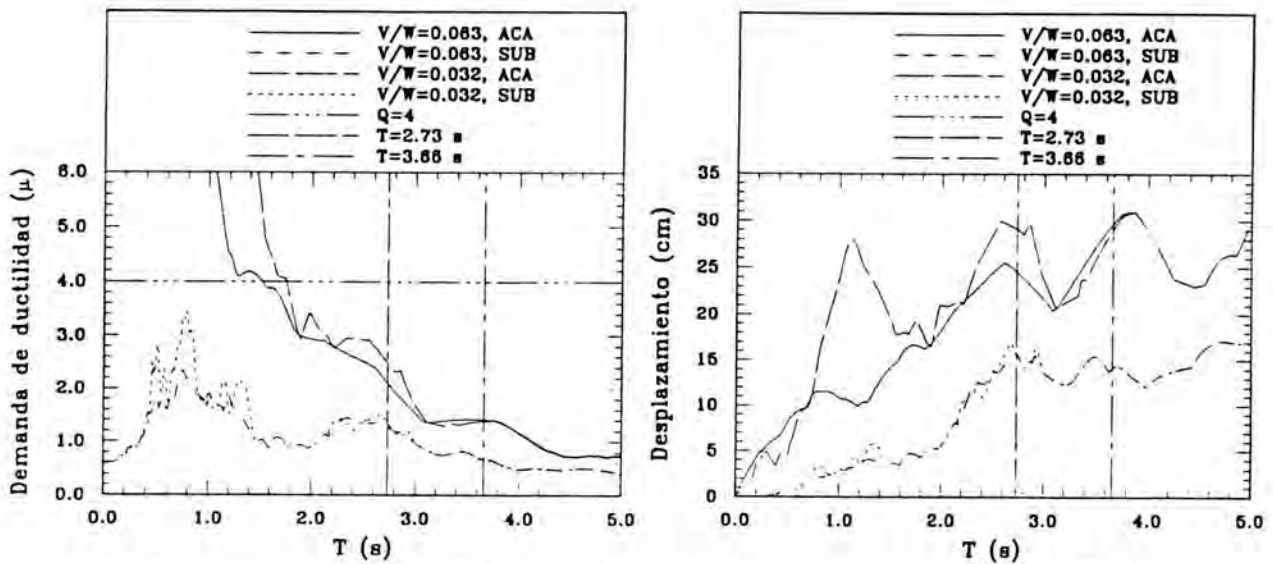 V/W=0.063, ACA
V/W=0.063, SUB
V/W=0.032, ACA
V/W=0.032, SUB
Q=4
T=2.73 s
T=3.66 s
Demanda de ductilidad (μ)
6.0
5.0
4.0
3.0
2.0
1.0
0.0
0.0 1.0 2.0 3.0 4.0 5.0
T (s)
V/W=0.063, ACA
V/W=0.063, SUB
V/W=0.032, ACA
V/W=0.032, SUB
Q=4
T=2.73 s
T=3.66 s
Desplazamiento (cm)
35
30
25
20
15
10
5
0
0.0 1.0 2.0 3.0 4.0 5.0
T (s)